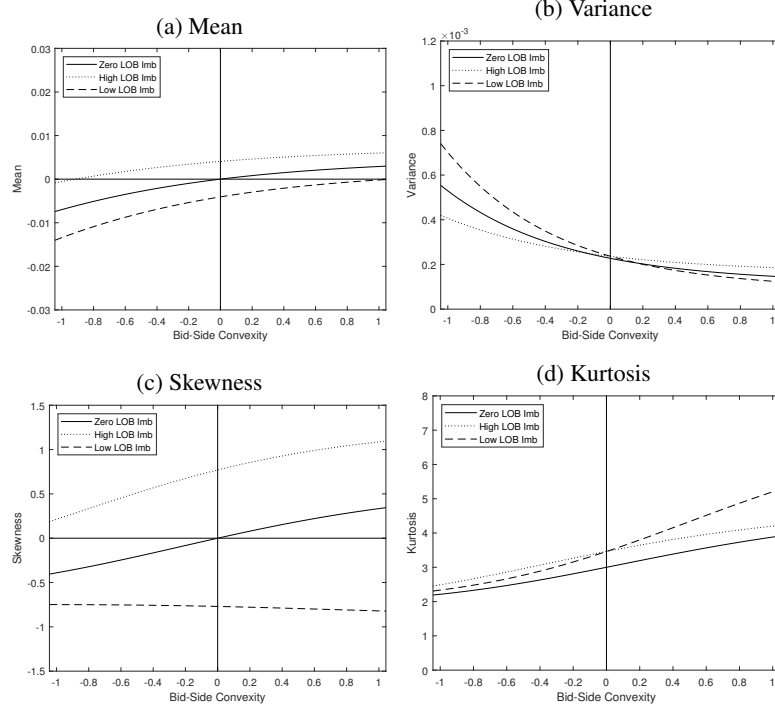 (a) Mean
0.03
0.02
0.01
0
-0.01
-0.02
-0.03
Mean
Zero LOB Imb
High LOB Imb
Low LOB Imb
-1 -0.8 -0.6 -0.4 -0.2 0 0.2 0.4 0.6 0.8 1
Bid-Side Convexity
(b) Variance
×10⁻³
1.2
1
0.8
0.6
0.4
0.2
0
Variance
Zero LOB Imb
High LOB Imb
Low LOB Imb
-1 -0.8 -0.6 -0.4 -0.2 0 0.2 0.4 0.6 0.8 1
Bid-Side Convexity
(c) Skewness
1.5
1
0.5
0
-0.5
-1
-1.5
Skewness
Zero LOB Imb
High LOB Imb
Low LOB Imb
-1 -0.8 -0.6 -0.4 -0.2 0 0.2 0.4 0.6 0.8 1
Bid-Side Convexity
(d) Kurtosis
8
7
6
5
4
3
2
1
0
Kurtosis
Zero LOB Imb
High LOB Imb
Low LOB Imb
-1 -0.8 -0.6 -0.4 -0.2 0 0.2 0.4 0.6 0.8 1
Bid-Side Convexity